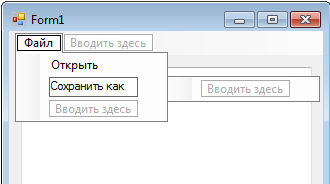 Form1
Файл Вводить здесь
Открыть
Сохранить как Вводить здесь
Вводить здесь